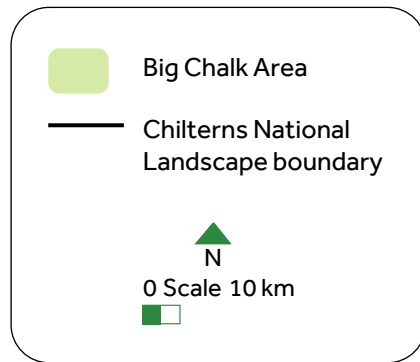 Big Chalk Area
Chilterns National
Landscape boundary
N
0 Scale 10 km